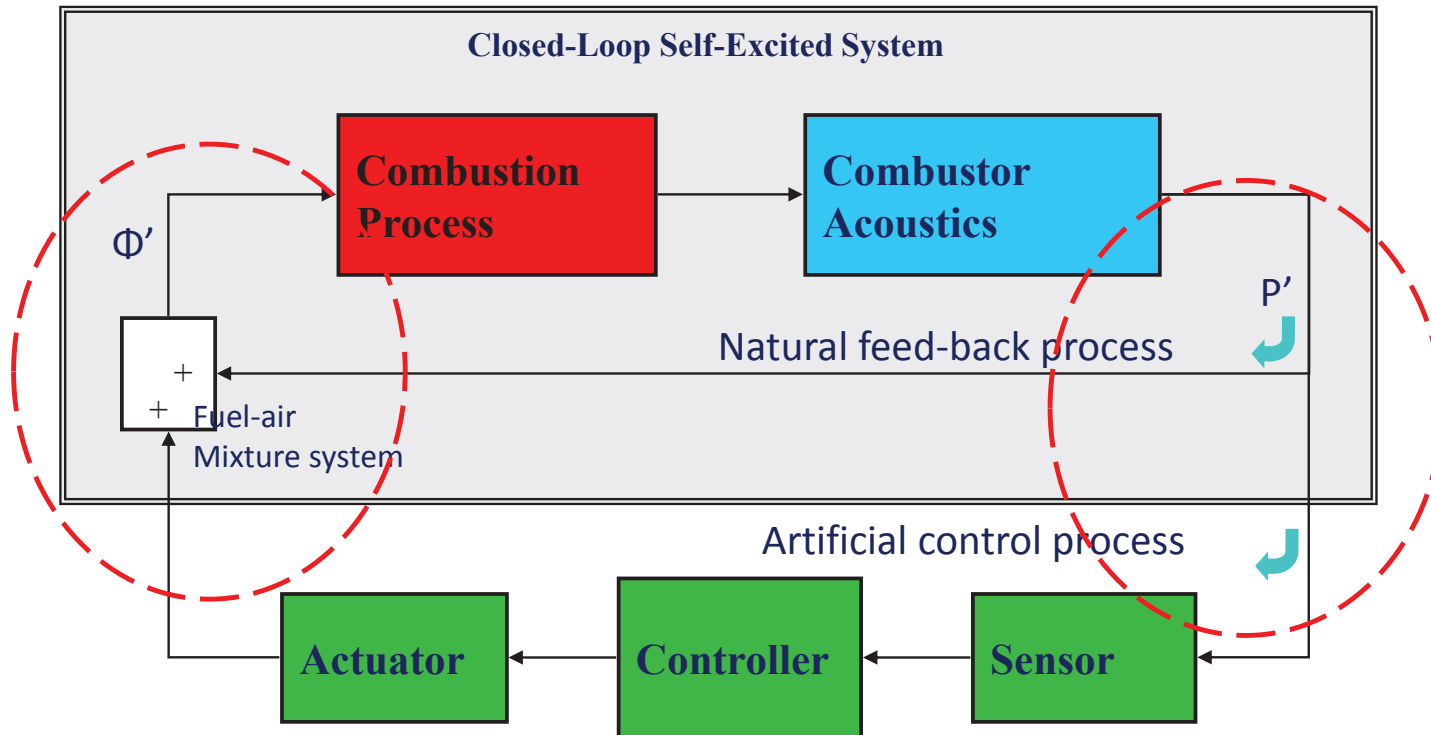 Closed-Loop Self-Excited System
Combustion
Process
Combustor
Acoustics
Φ’
P’
Natural feed-back process
+
+
Fuel-air
Mixture system
Artificial control process
Actuator
Controller
Sensor